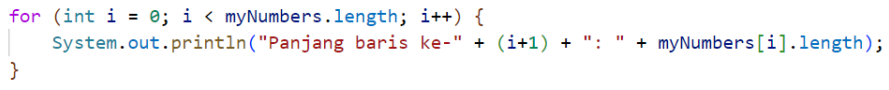 for (int i = 0; i < myNumbers.length; i++) {
    System.out.println("Panjang baris ke-" + (i+1) + ": " + myNumbers[i].length);
}